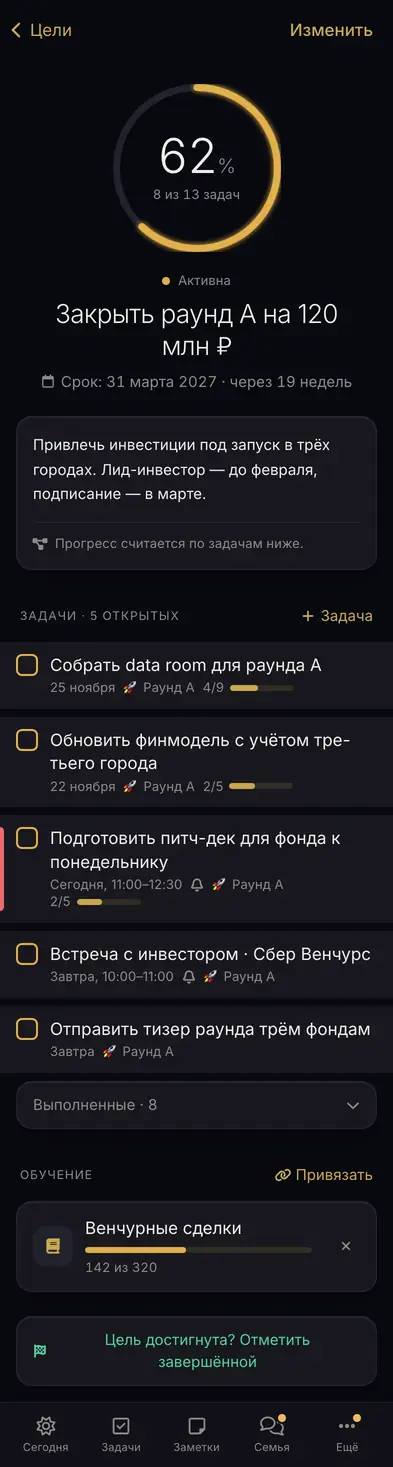 Цели
Изменить
62%
8 из 13 задач
Активна
Закрыть раунд А на 120
млн ₽
Срок: 31 марта 2027 · через 19 недель
Привлечь инвестиции под запуск в трёх
городах. Лид-инвестор — до февраля,
подписание — в марте.
Прогресс считается по задачам ниже.
ЗАДАЧИ · 5 ОТКРЫТЫХ
+ Задача
Собрать data room для раунда А
25 ноября 🚀 Раунд А 4/9
Обновить финмодель с учётом тре-
тьего города
22 ноября 🚀 Раунд А 2/5
Подготовить питч-дек для фонда к
понедельнику
Сегодня, 11:00–12:30 🚀 Раунд А
2/5
Встреча с инвестором · Сбер Венчурс
Завтра, 10:00–11:00 🚀 Раунд А
Отправить тизер раунда трём фондам
Завтра 🚀 Раунд А
Выполненные · 8
ОБУЧЕНИЕ
Привязать
Венчурные сделки
142 из 320
Цель достигнута? Отметить
завершённой
Сегодня
Задачи
Заметки
Семья
Ещё